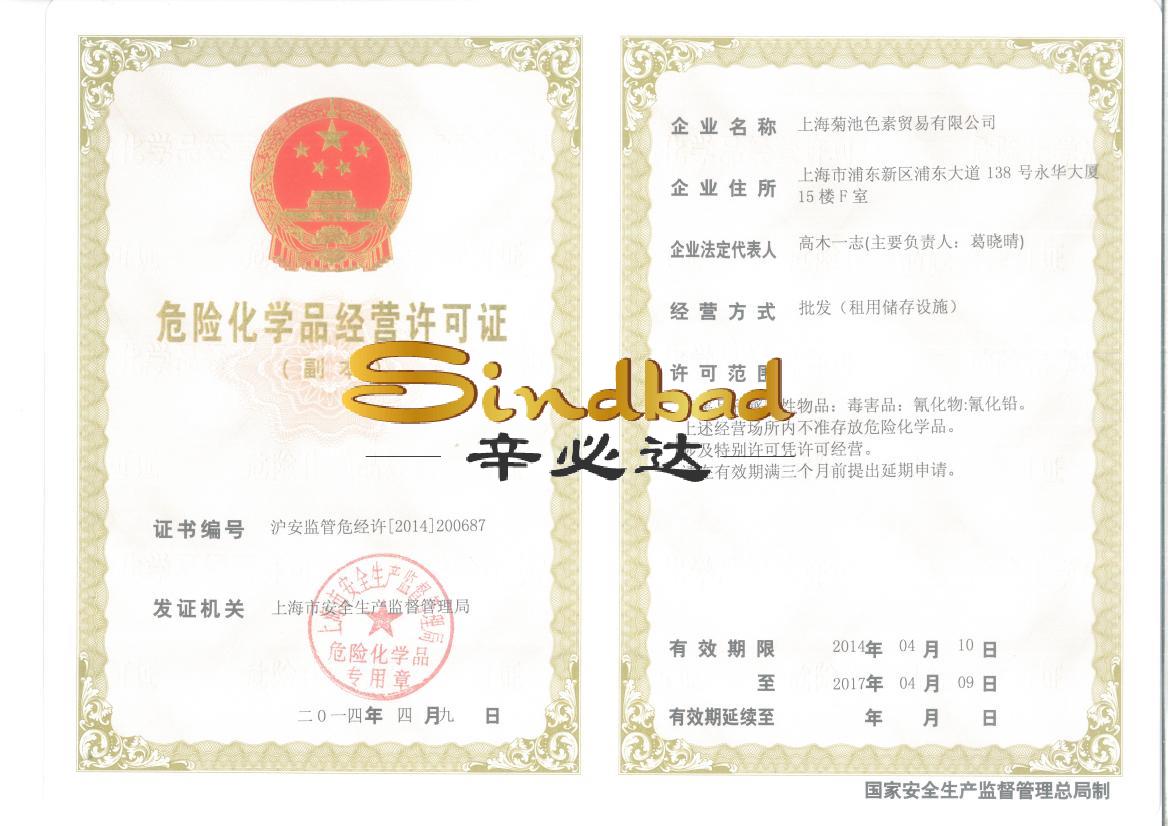 危险化学品经营许可证
（副本）
Sindbad
辛必达
证书编号 沪安监管危经许[2014]200687
发证机关 上海市安全生产监督管理局
上海市安全生产监督管理局
危险化学品
专用章
二〇一四年 四 月九 日
企业名称 上海菊池色素贸易有限公司
企业住所 上海市浦东新区浦东大道 138 号永华大厦
15 楼 F 室
企业法定代表人 高木一志(主要负责人：葛晓晴)
经营方式 批发（租用储存设施）
许可范围
性物品：毒害品：氰化物:氰化铅。
上述经营场所内不准存放危险化学品。
涉及特别许可凭许可经营。
在有效期满三个月前提出延期申请。
有效期限 2014年 04 月 10 日
至 2017年 04 月 09 日
有效期延续至 年 月 日
国家安全生产监督管理总局制